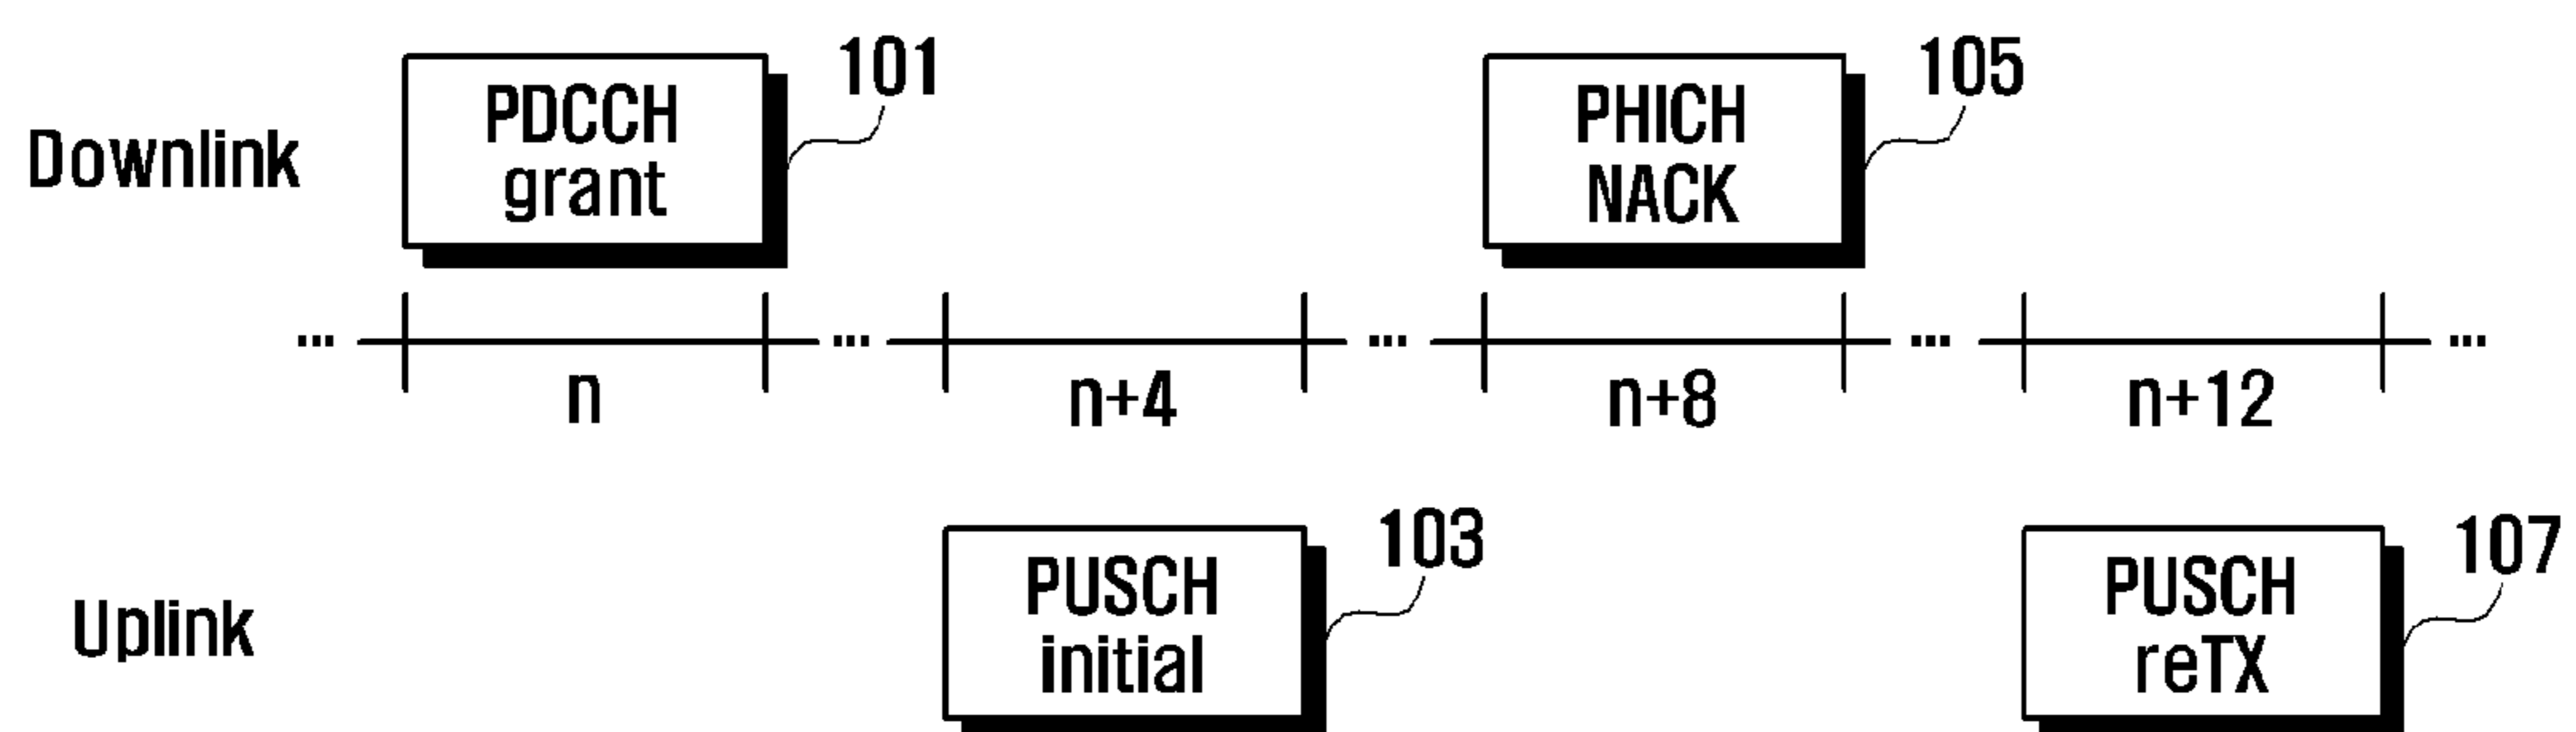 PDCCH
grant
101
PHICH
NACK
105
Downlink
... n ... n+4 ... n+8 ... n+12 ...
Uplink
PUSCH
initial
103
PUSCH
reTX
107